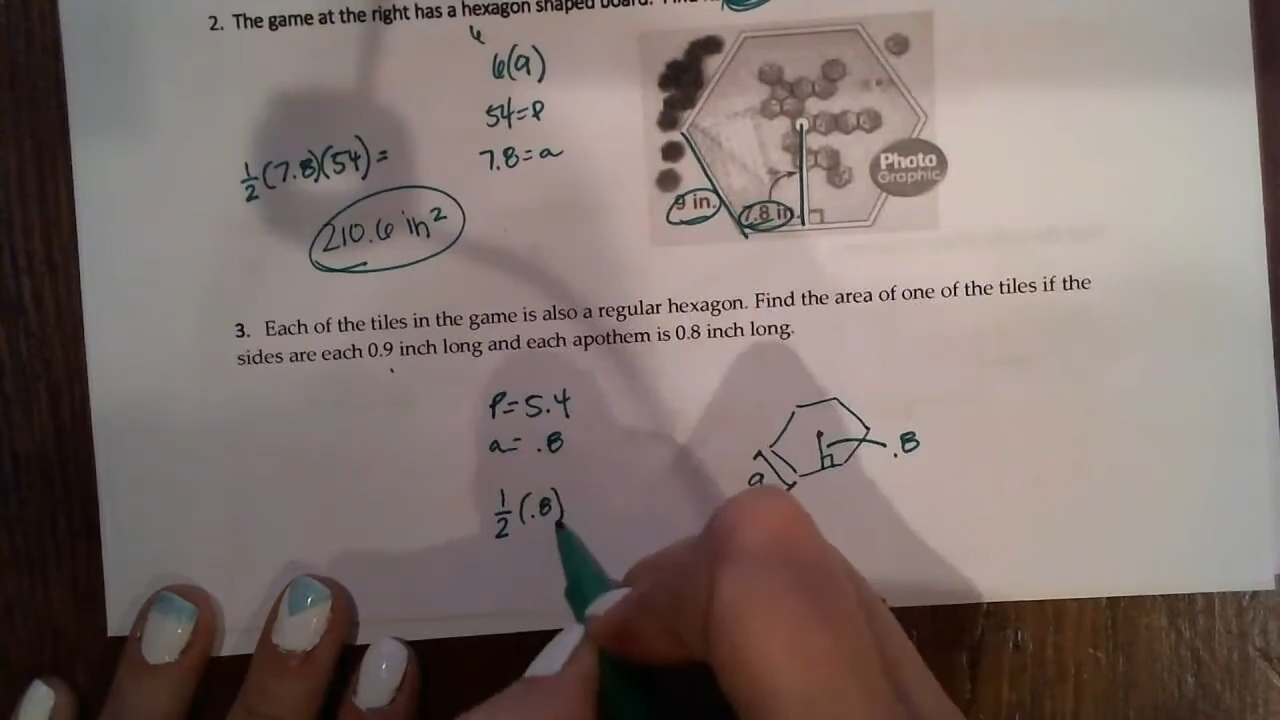 2. The game at the right has a hexagon shaped board.
6
6(9)
54=P
7.8=a
1/2(7.8)(54)=
210.6 in²
Photo
Graphic
9 in.
7.8 in.
3. Each of the tiles in the game is also a regular hexagon. Find the area of one of the tiles if the
sides are each 0.9 inch long and each apothem is 0.8 inch long.
P=5.4
a= .8
1/2(.8)
.8